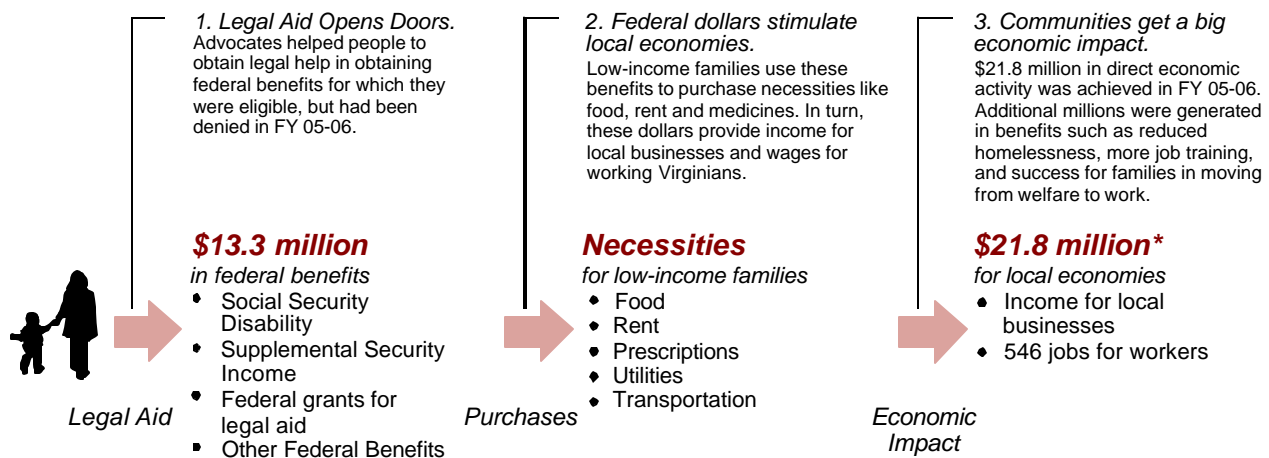 1. Legal Aid Opens Doors.
Advocates helped people to
obtain legal help in obtaining
federal benefits for which they
were eligible, but had been
denied in FY 05-06.
$13.3 million
in federal benefits
• Social Security
Disability
• Supplemental Security
Income
• Federal grants for
legal aid
• Other Federal Benefits
Legal Aid
2. Federal dollars stimulate
local economies.
Low-income families use these
benefits to purchase necessities like
food, rent and medicines. In turn,
these dollars provide income for
local businesses and wages for
working Virginians.
Necessities
for low-income families
• Food
• Rent
• Prescriptions
• Utilities
• Transportation
Purchases
3. Communities get a big
economic impact.
$21.8 million in direct economic
activity was achieved in FY 05-06.
Additional millions were generated
in benefits such as reduced
homelessness, more job training,
and success for families in moving
from welfare to work.
$21.8 million*
for local economies
• Income for local
businesses
• 546 jobs for workers
Economic
Impact